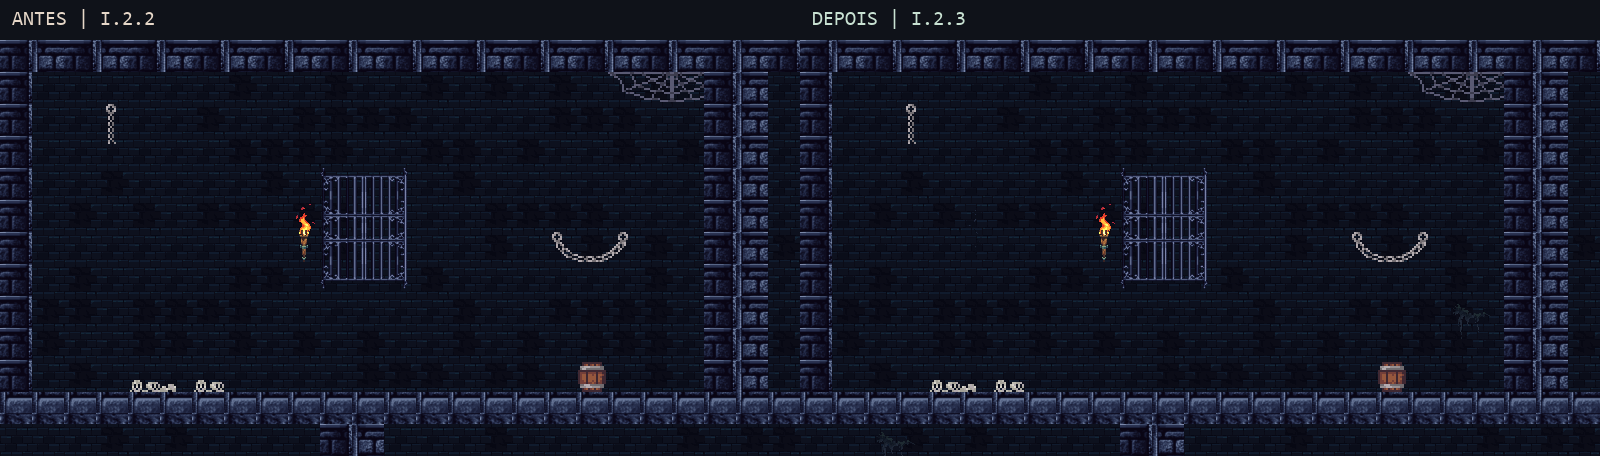 ANTES | I.2.2
DEPOIS | I.2.3